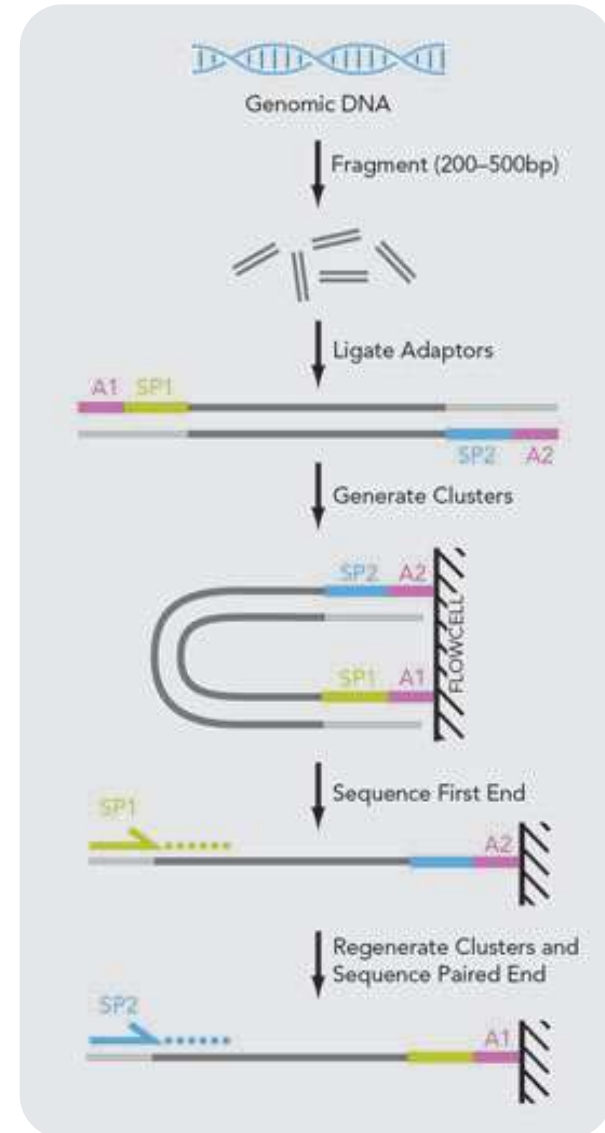 Genomic DNA
Fragment (200–500bp)
Ligate Adaptors
A1 SP1
SP2 A2
Generate Clusters
SP2 A2
FLOWCELL
SP1 A1
Sequence First End
SP1
A2
Regenerate Clusters and
Sequence Paired End
SP2
A1